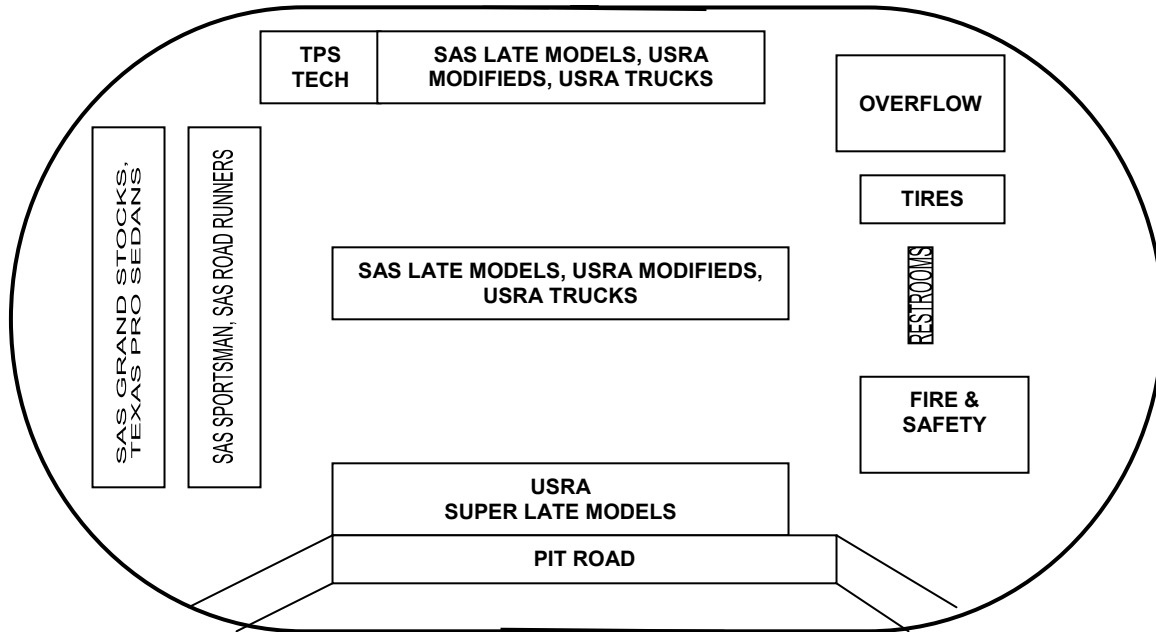 TPS
TECH
SAS LATE MODELS, USRA
MODIFIEDS, USRA TRUCKS
OVERFLOW
SAS GRAND STOCKS,
TEXAS PRO SEDANS
SAS SPORTSMAN, SAS ROAD RUNNERS
TIRES
SAS LATE MODELS, USRA MODIFIEDS,
USRA TRUCKS
RESTROOMS
FIRE &
SAFETY
USRA
SUPER LATE MODELS
PIT ROAD